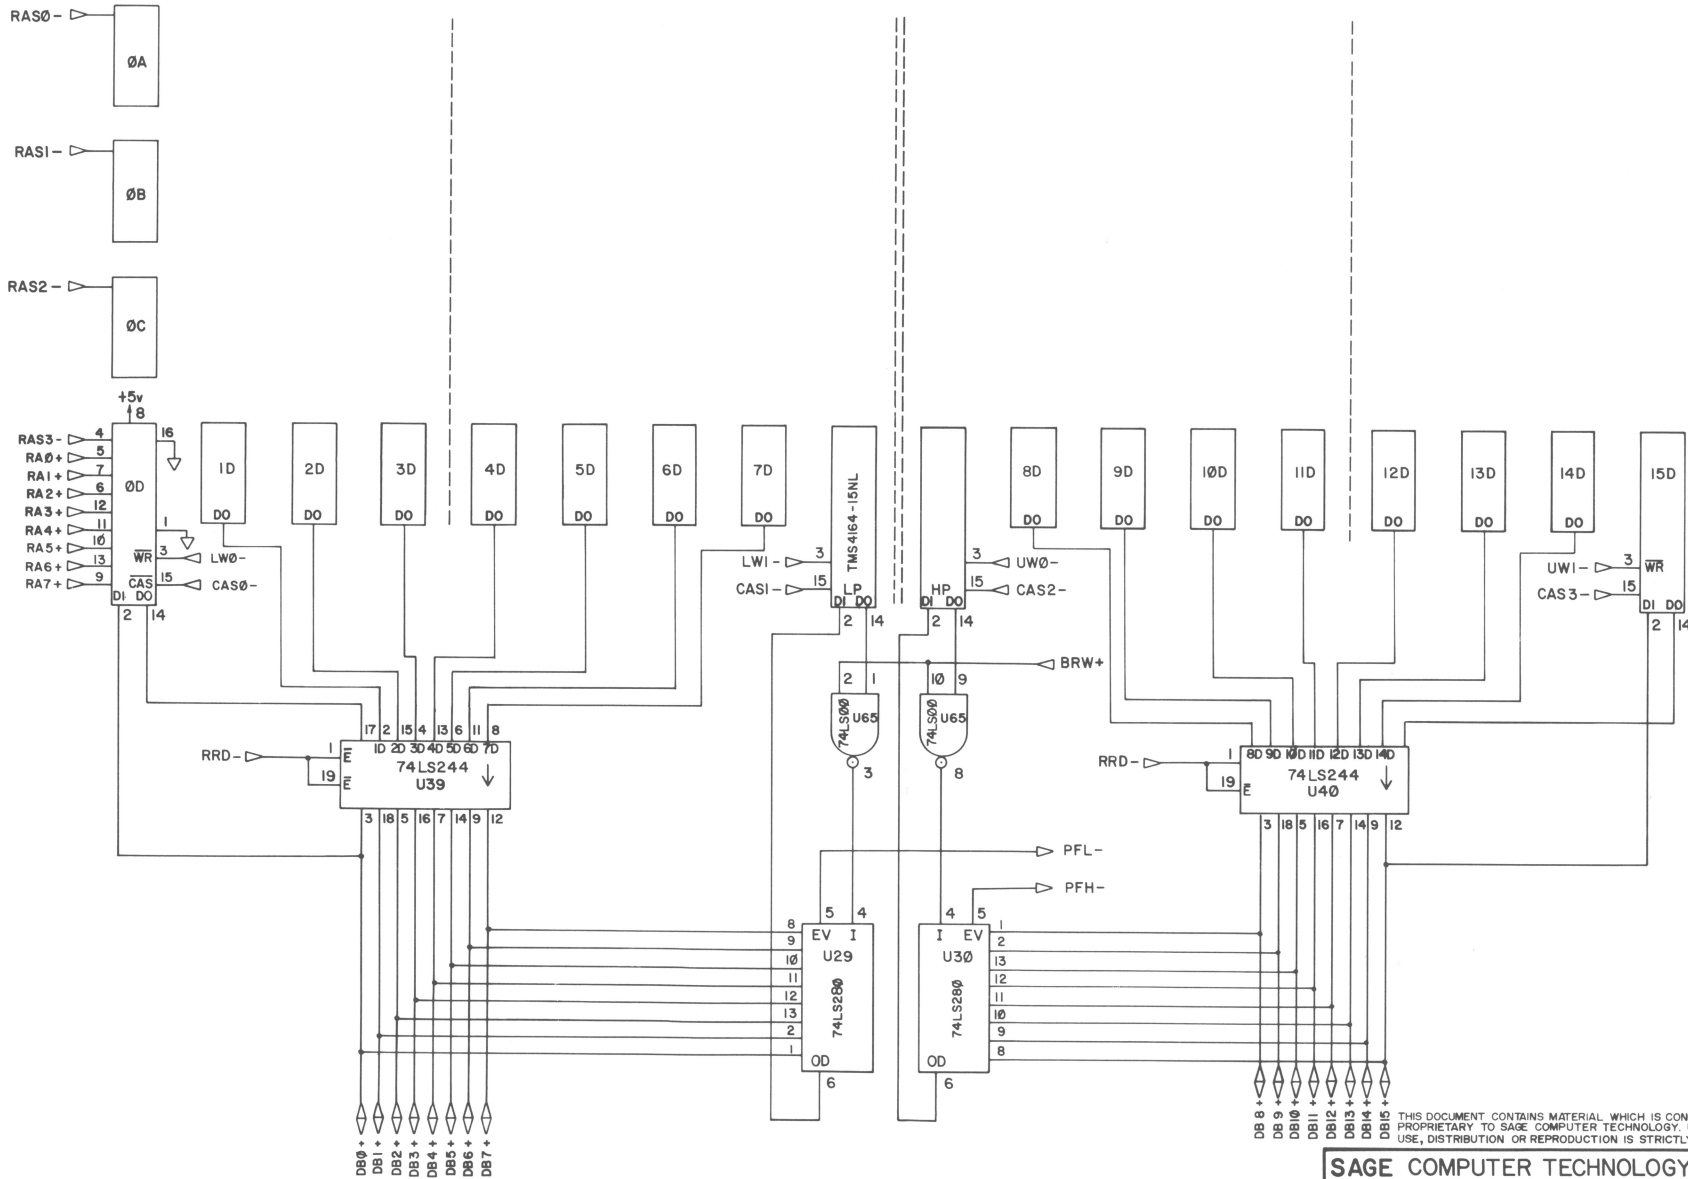 RASØ-
ØA
RAS1-
ØB
RAS2-
ØC
+5v
8
RAS3- 4
RAØ+ 5
RA1+ 7
RA2+ 6
RA3+ 12
RA4+ 11
RA5+ 10
RA6+ 13
RA7+ 9
16
ØD
1
WR 3 LWØ-
CAS 15 CASØ-
DI DO
2 14
1D
DO
2D
DO
3D
DO
4D
DO
5D
DO
6D
DO
7D
DO
TMS4164-15NL
LW1- 3
CAS1- 15 LP
DI DO
2 14
3 UWØ-
HP 15 CAS2-
DI DO
2 14
8D
DO
9D
DO
1ØD
DO
11D
DO
12D
DO
13D
DO
14D
DO
15D
UW1- 3 WR
CAS3- 15
DI DO
2 14
BRW+
2 1
74LSØØ U65
3
10 9
74LSØØ U65
8
17 2 15 4 13 6 11 8
1D 2D 3D 4D 5D 6D 7D
RRD- 1 E
19 E
74LS244
U39
3 18 5 16 7 14 9 12
8D 9D 1ØD 11D 12D 13D 14D
RRD- 1
19 E
74LS244
U4Ø
3 18 5 16 7 14 9 12
PFL-
PFH-
5 4
EV I
U29
74LS28Ø
OD
6
8
9
10
11
12
13
2
1
4 5
I EV
U3Ø
74LS28Ø
OD
6
1
2
13
12
11
10
9
8
DBØ+
DB1+
DB2+
DB3+
DB4+
DB5+
DB6+
DB7+
DB8+
DB9+
DB1Ø+
DB11+
DB12+
DB13+
DB14+
DB15+
THIS DOCUMENT CONTAINS MATERIAL WHICH IS CON
PROPRIETARY TO SAGE COMPUTER TECHNOLOGY.
USE, DISTRIBUTION OR REPRODUCTION IS STRICTL
SAGE COMPUTER TECHNOLOGY